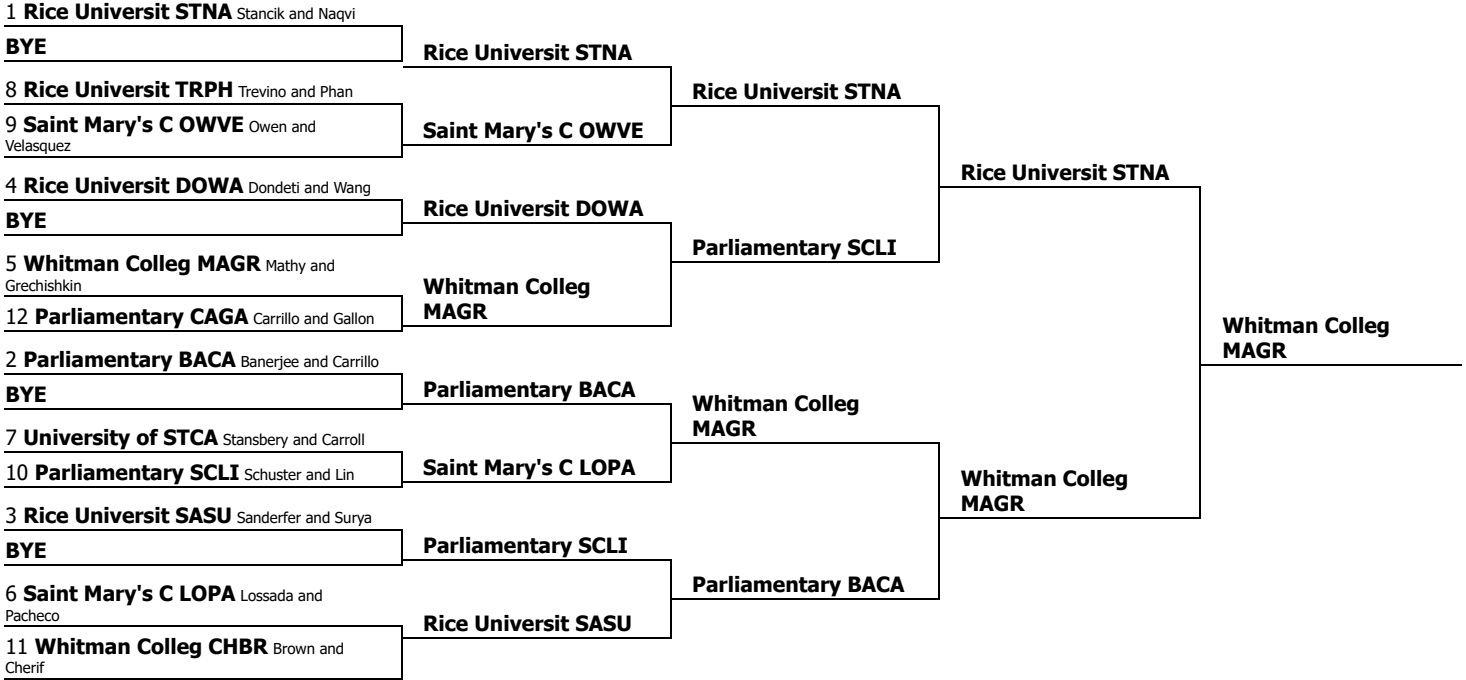 1 Rice Universit STNA Stancik and Naqvi
BYE
8 Rice Universit TRPH Trevino and Phan
9 Saint Mary's C OWVE Owen and
Velasquez
4 Rice Universit DOWA Dondeti and Wang
BYE
5 Whitman Colleg MAGR Mathy and
Grechishkin
12 Parliamentary CAGA Carrillo and Gallon
2 Parliamentary BACA Banerjee and Carrillo
BYE
7 University of STCA Stansbery and Carroll
10 Parliamentary SCLI Schuster and Lin
3 Rice Universit SASU Sanderfer and Surya
BYE
6 Saint Mary's C LOPA Lossada and
Pacheco
11 Whitman Colleg CHBR Brown and
Cherif
Rice Universit STNA
Saint Mary's C OWVE
Rice Universit DOWA
Whitman Colleg
MAGR
Parliamentary BACA
Saint Mary's C LOPA
Parliamentary SCLI
Rice Universit SASU
Rice Universit STNA
Parliamentary SCLI
Whitman Colleg
MAGR
Parliamentary BACA
Rice Universit STNA
Whitman Colleg
MAGR
Whitman Colleg
MAGR